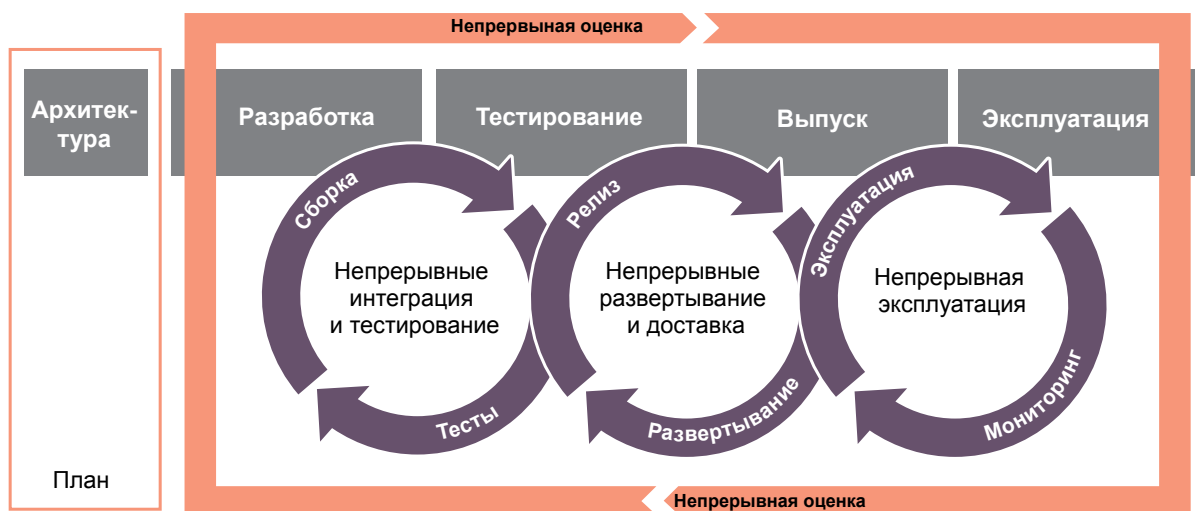 Непрервыная оценка
Архитек-
тура
Разработка
Тестирование
Выпуск
Эксплуатация
Сборка
Релиз
Эксплуатация
Непрерывные
интеграция
и тестирование
Непрерывные
развертывание
и доставка
Непрерывная
эксплуатация
Тесты
Развертывание
Мониторинг
План
Непрерывная оценка